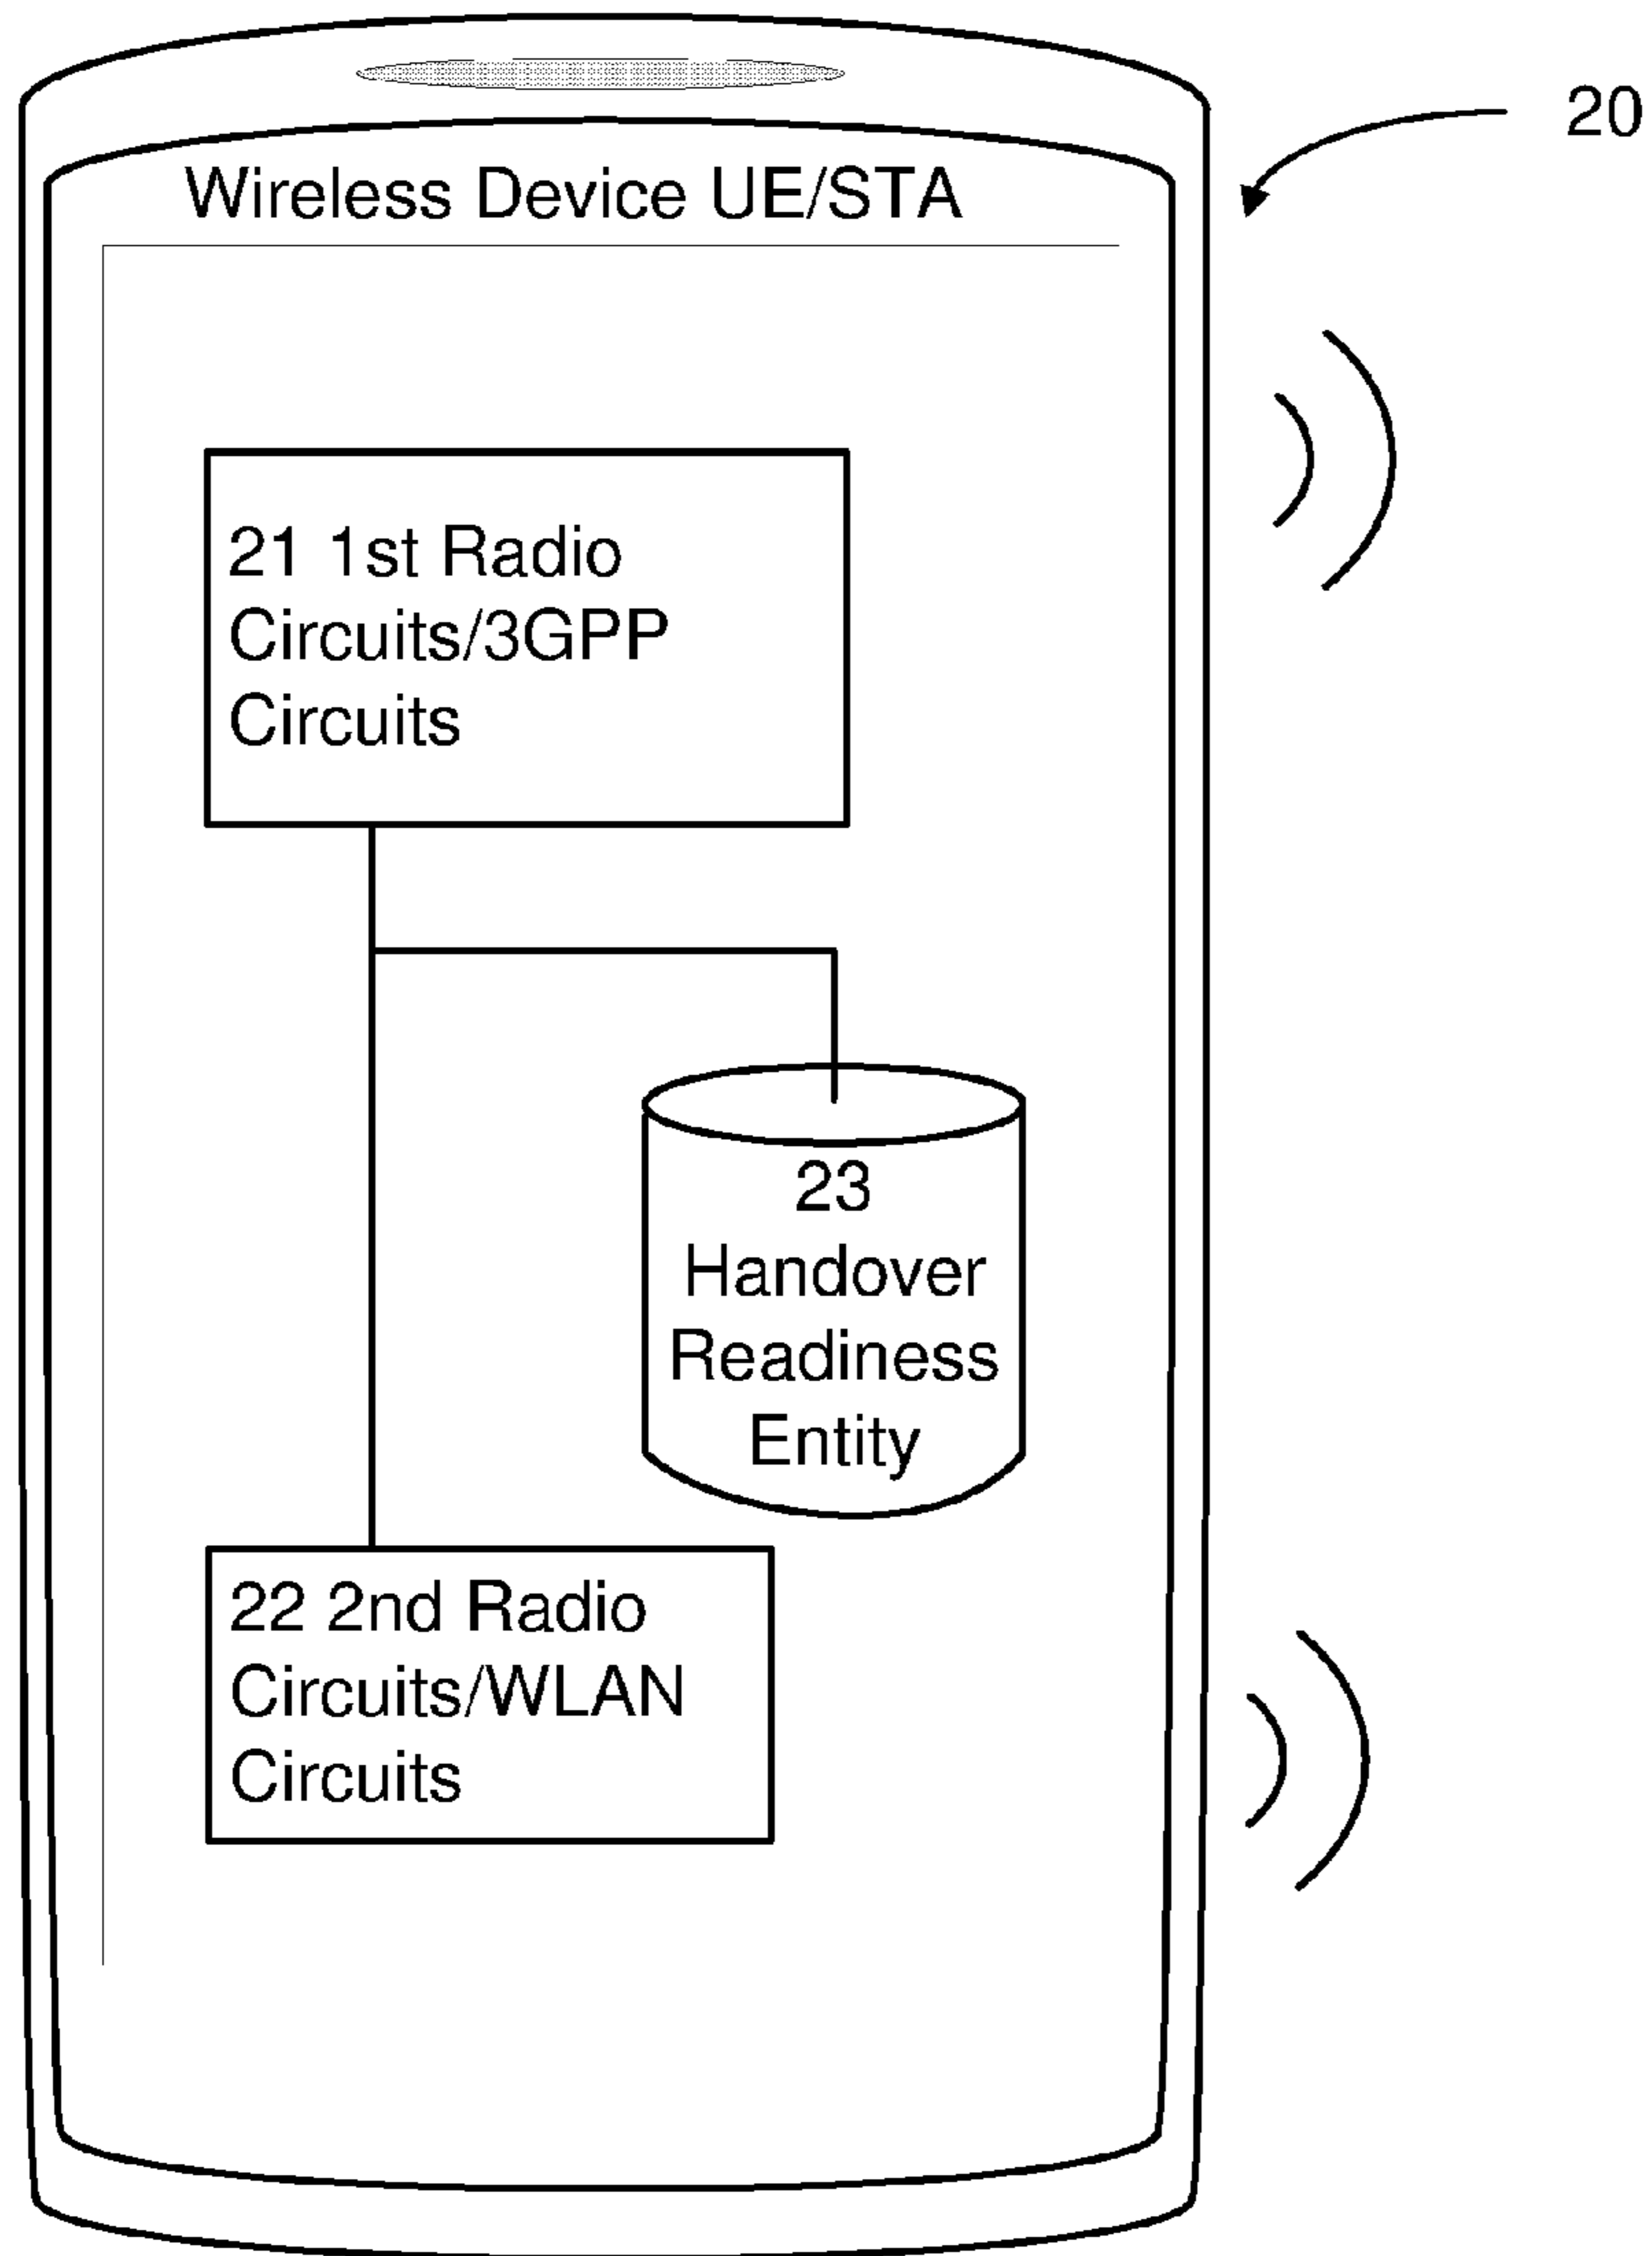 20
Wireless Device UE/STA
21 1st Radio
Circuits/3GPP
Circuits
23
Handover
Readiness
Entity
22 2nd Radio
Circuits/WLAN
Circuits